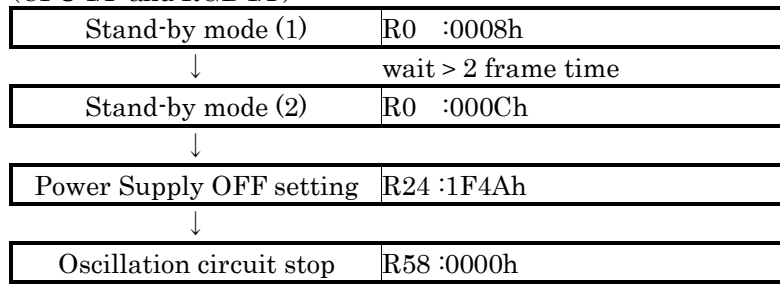 Stand-by mode (1) R0 :0008h
↓ wait > 2 frame time
Stand-by mode (2) R0 :000Ch
↓
Power Supply OFF setting R24 :1F4Ah
↓
Oscillation circuit stop R58 :0000h